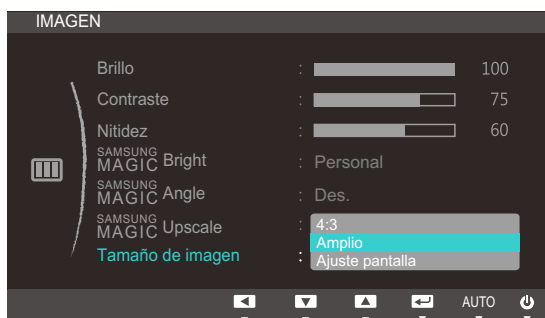 IMAGEN
Brillo : 100
Contraste : 75
Nitidez : 60
SAMSUNG MAGIC Bright : Personal
SAMSUNG MAGIC Angle : Des.
SAMSUNG MAGIC Upscale : 4:3
Amplio
Tamaño de imagen : Ajuste pantalla
AUTO